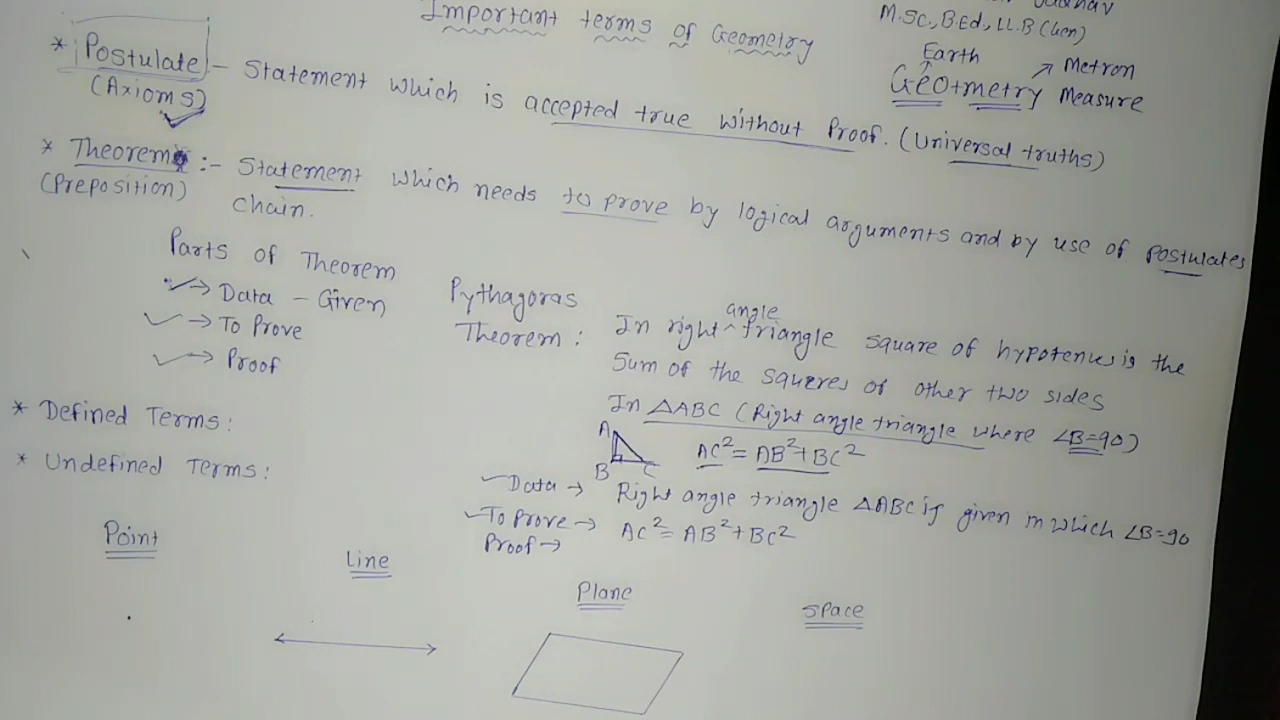 Important terms of Geometry
M.Sc, B.Ed, LL.B (Gen)
Earth
Metron
Geo+metry Measure
* Postulate :- Statement which is accepted true without Proof. (Universal truths)
(Axioms)
* Theorem :- Statement which needs to prove by logical arguments and by use of Postulates
(Preposition) chain.
Parts of Theorem
→ Data - Given
→ To Prove
→ Proof
Pythagoras
Theorem : In right ^ triangle square of hypotenus is the
angle
Sum of the squeres of other two sides
In △ABC (Right angle triangle where ∠B=90)
A
B C
AC²= AB²+BC²
Data → Right angle triangle △ABC is given in which ∠B=90
To Prove → AC²= AB²+BC²
Proof →
* Defined Terms:
* Undefined Terms:
Point
Line
Plane
Space